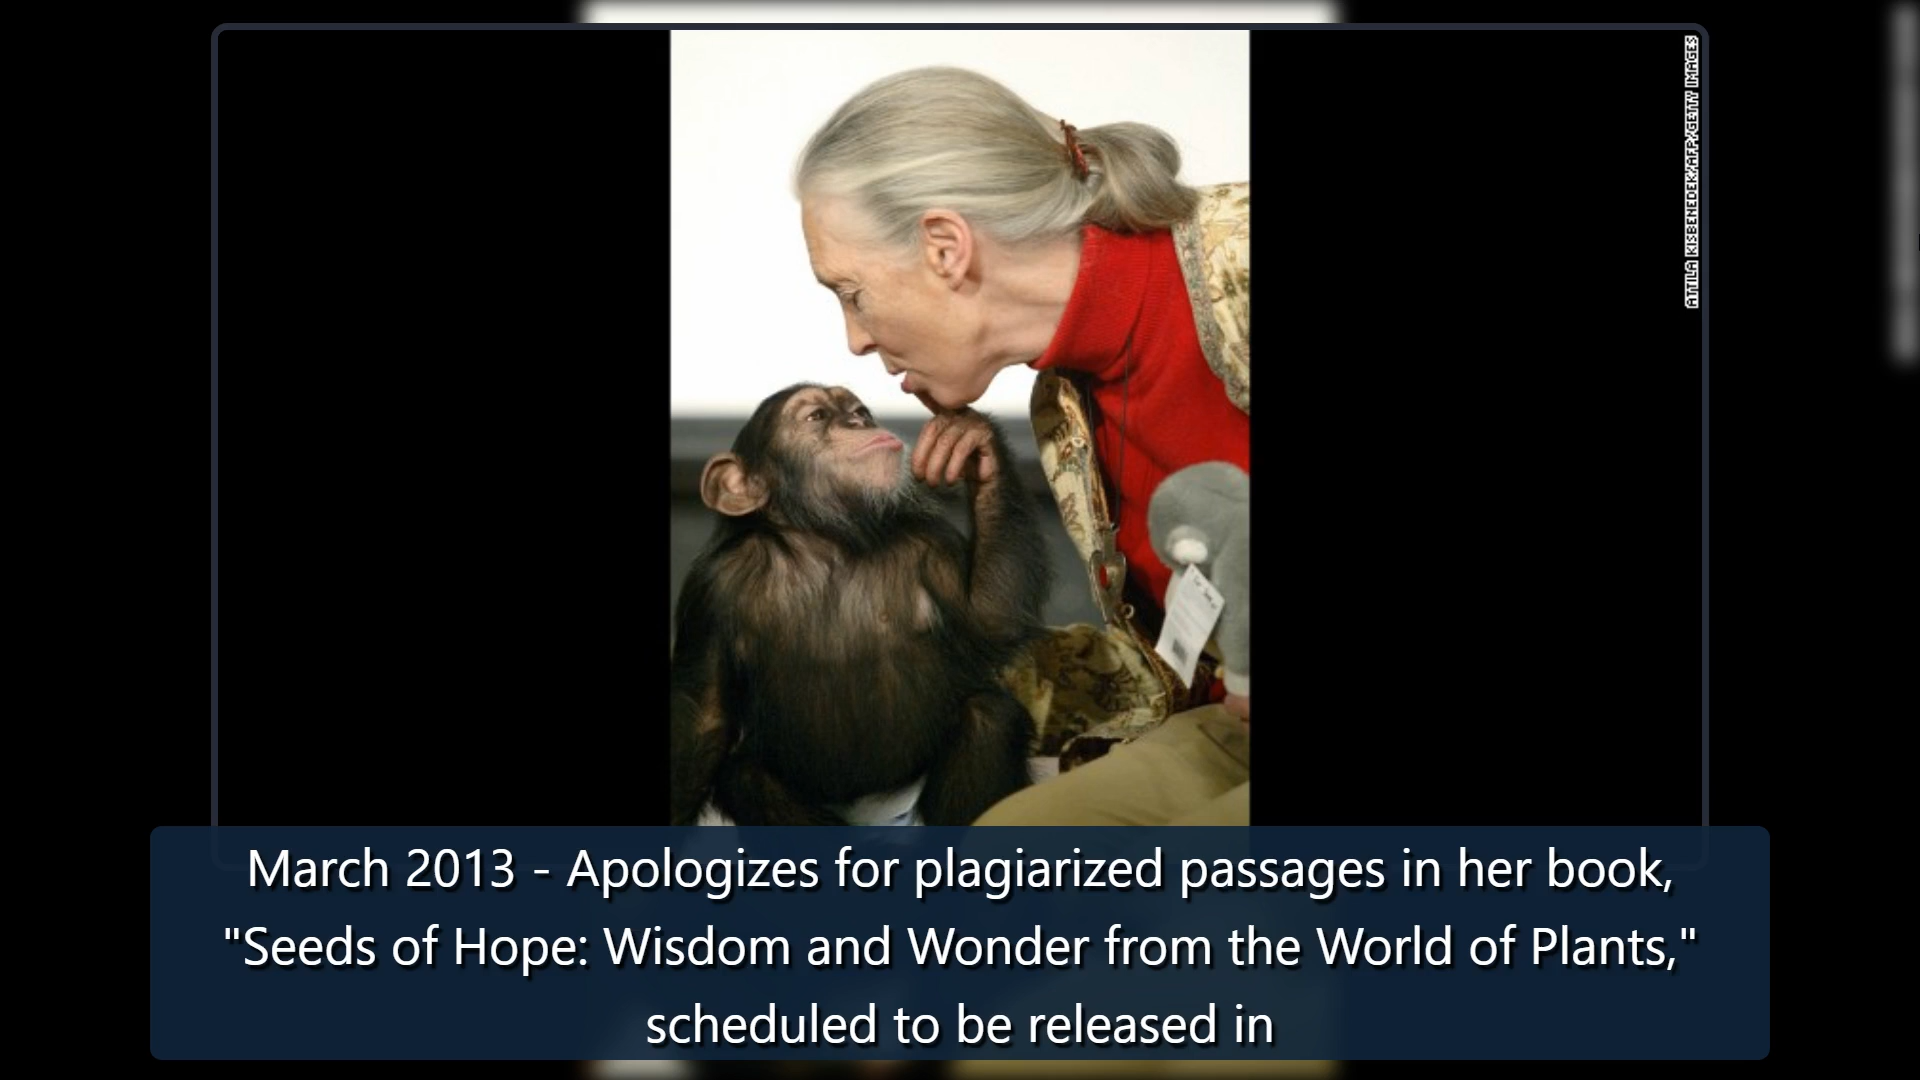 ATTILA KISBENEDEK/AFP/GETTY IMAGES
March 2013 - Apologizes for plagiarized passages in her book,
"Seeds of Hope: Wisdom and Wonder from the World of Plants,"
scheduled to be released in